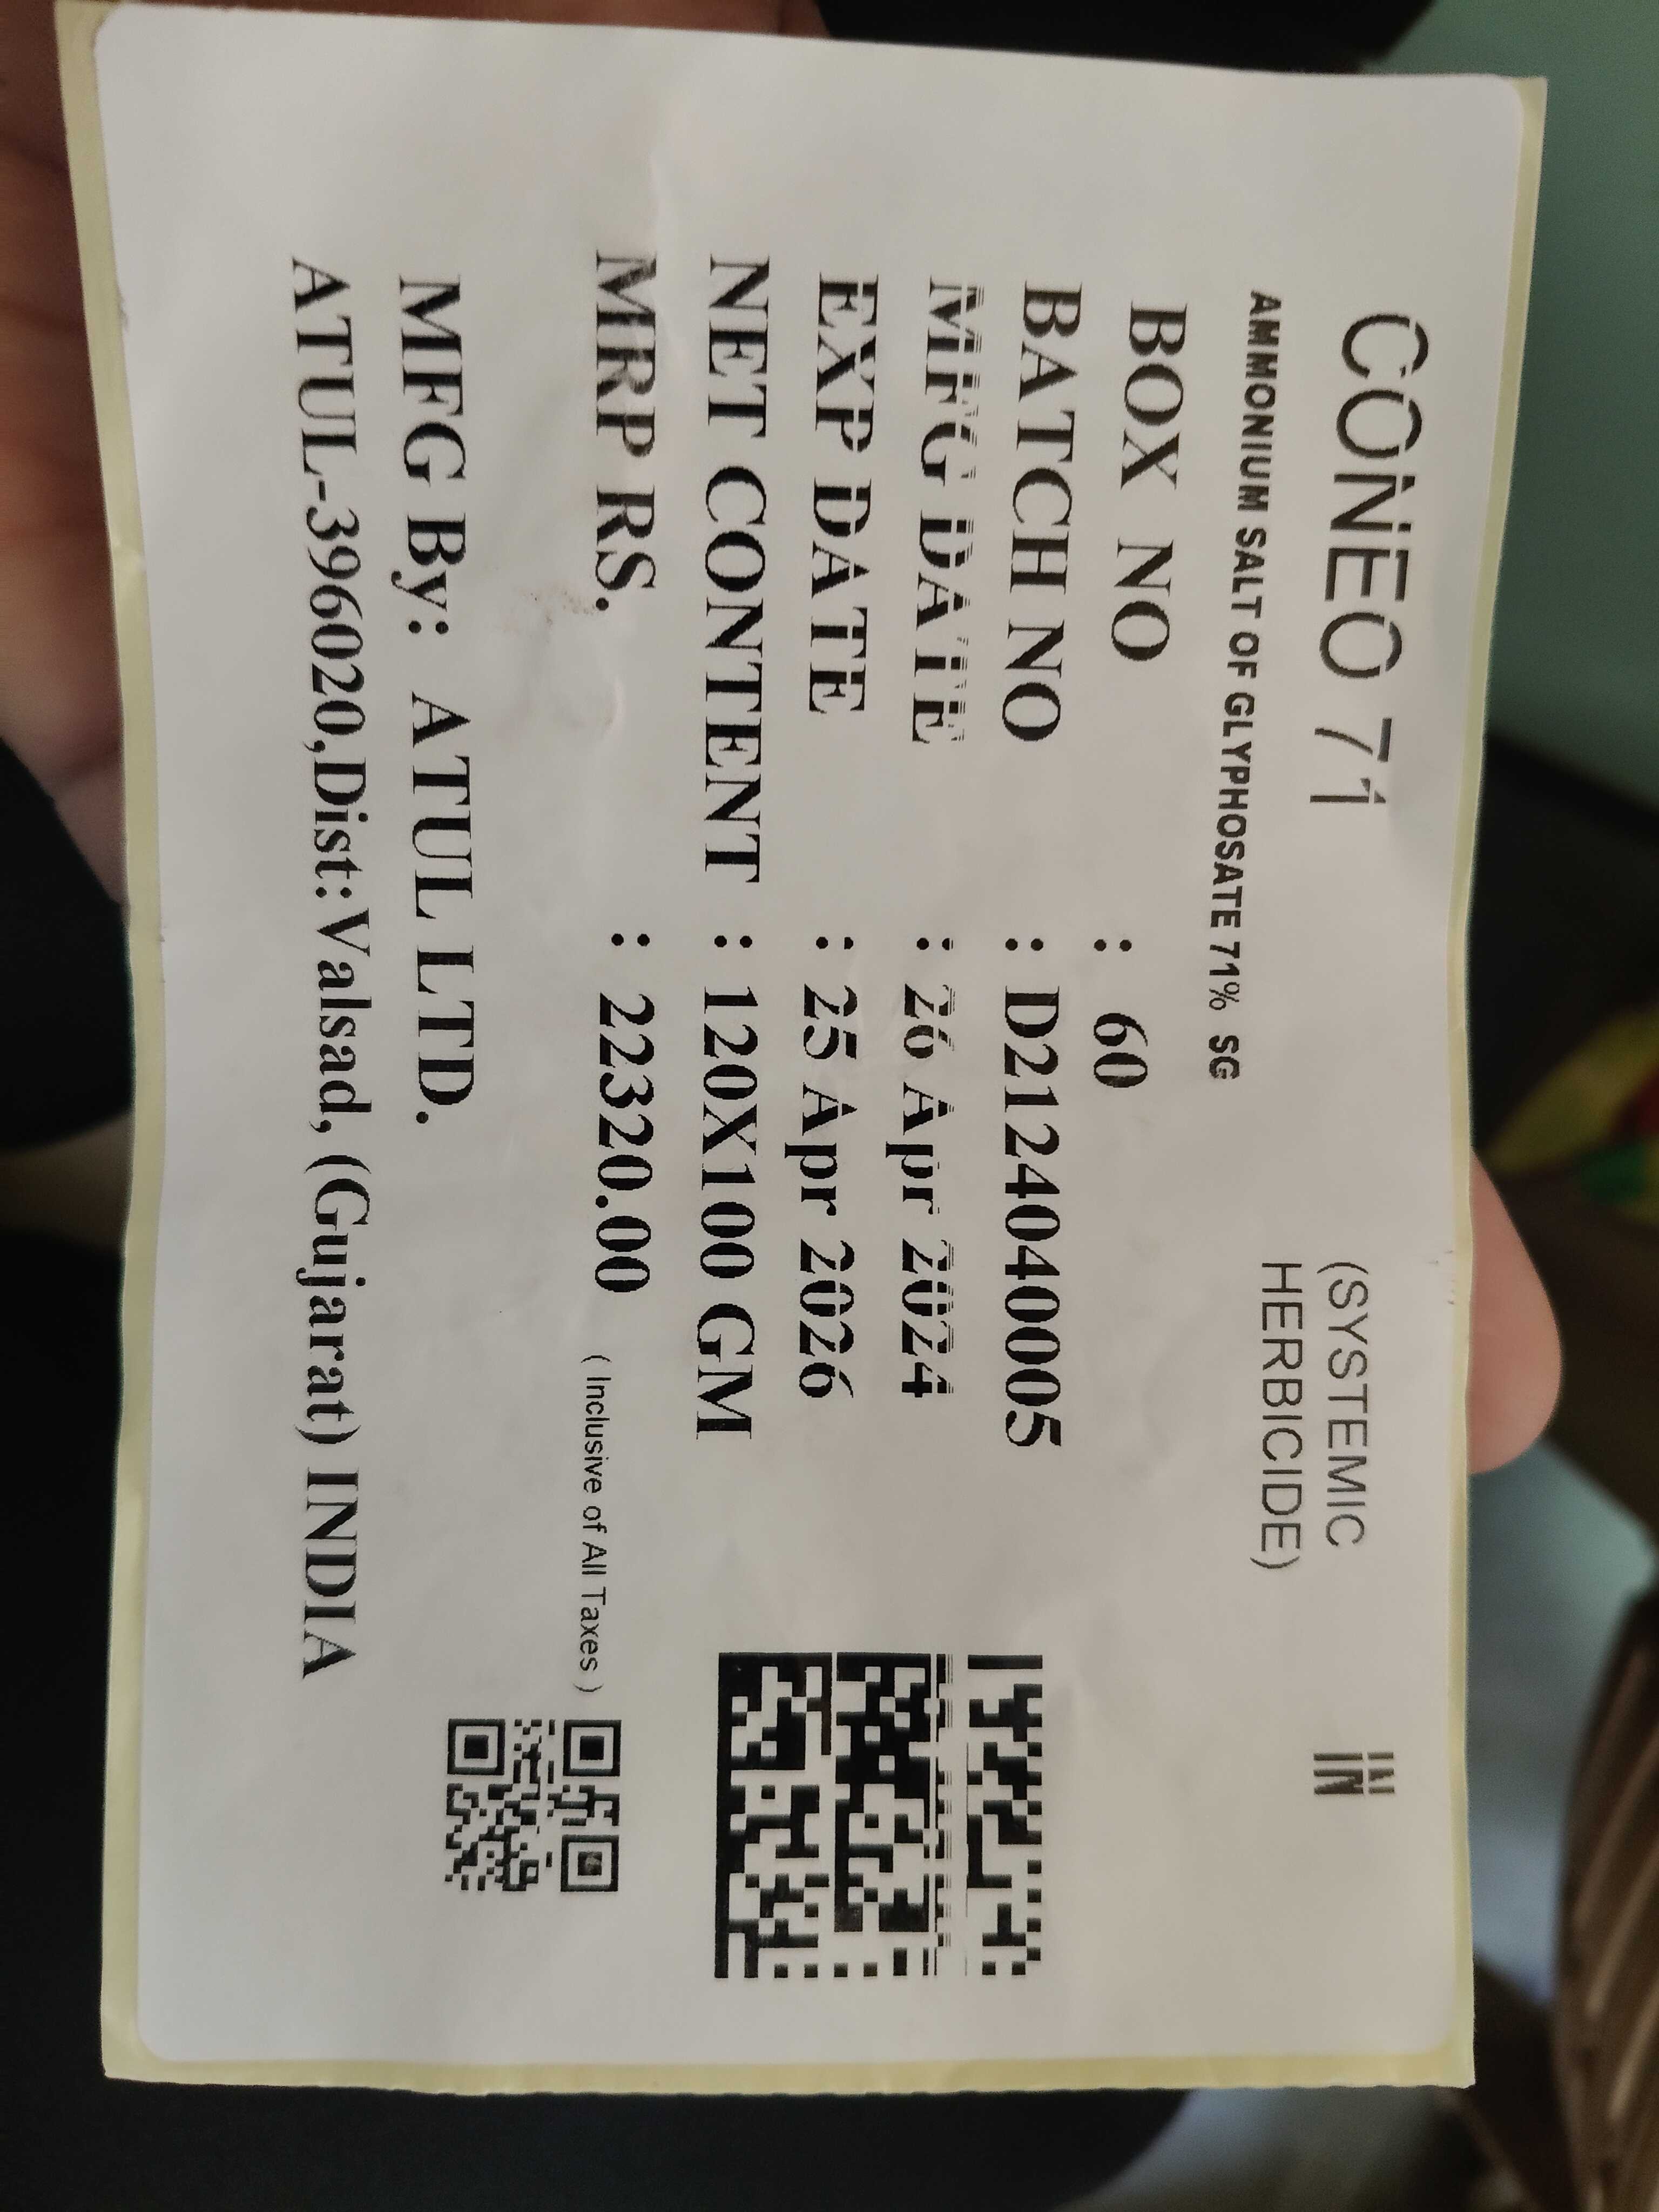 CONEO 71
(SYSTEMIC
HERBICIDE)
IN
AMMONIUM SALT OF GLYPHOSATE 71% SG
BOX NO : 60
BATCH NO : D2124040005
MFG DATE : 26 Apr 2024
EXP DATE : 25 Apr 2026
NET CONTENT : 120X100 GM
MRP RS. : 22320.00 ( Inclusive of All Taxes )
MFG By: ATUL LTD.
ATUL-396020,Dist:Valsad, (Gujarat) INDIA